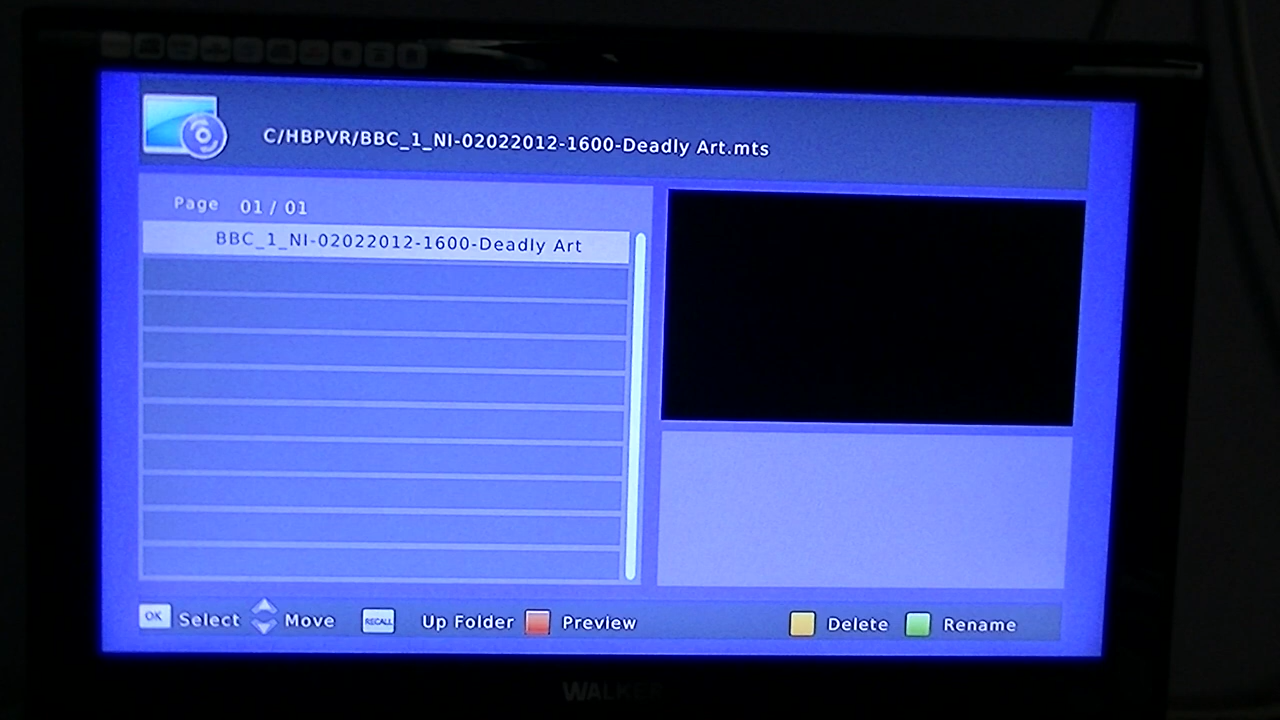 C/HBPVR/BBC_1_NI-02022012-1600-Deadly Art.mts
Page 01 / 01
BBC_1_NI-02022012-1600-Deadly Art
OK Select Move RECALL Up Folder Preview Delete Rename
WALKER